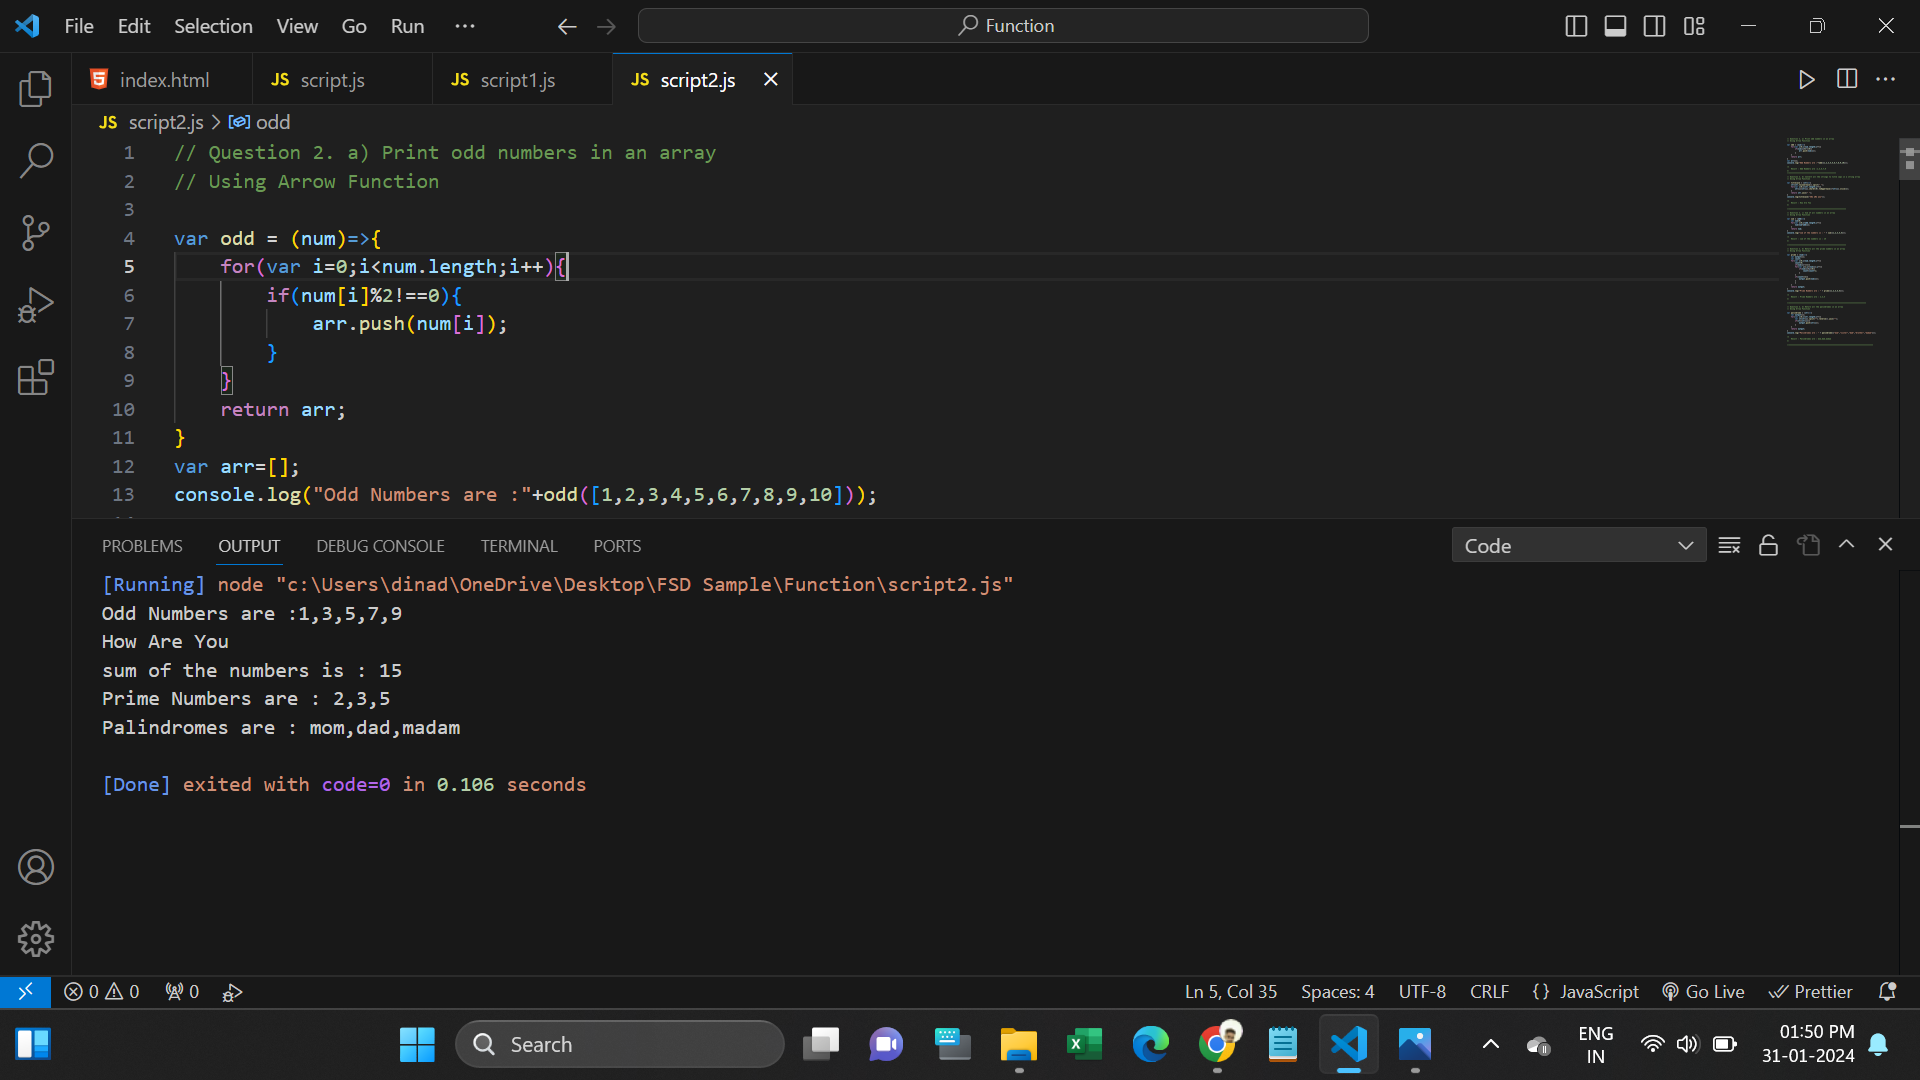 File Edit Selection View Go Run ...
Function
index.html
JS script.js
JS script1.js
JS script2.js
JS script2.js > odd
1 // Question 2. a) Print odd numbers in an array
2 // Using Arrow Function
3
4 var odd = (num)=>{
5     for(var i=0;i<num.length;i++){
6         if(num[i]%2!==0){
7             arr.push(num[i]);
8         }
9     }
10     return arr;
11 }
12 var arr=[];
13 console.log("Odd Numbers are :"+odd([1,2,3,4,5,6,7,8,9,10]));
PROBLEMS OUTPUT DEBUG CONSOLE TERMINAL PORTS
Code
[Running] node "c:\Users\dinad\OneDrive\Desktop\FSD Sample\Function\script2.js"
Odd Numbers are :1,3,5,7,9
How Are You
sum of the numbers is : 15
Prime Numbers are : 2,3,5
Palindromes are : mom,dad,madam
[Done] exited with code=0 in 0.106 seconds
0 0 0
Ln 5, Col 35 Spaces: 4 UTF-8 CRLF {} JavaScript Go Live Prettier
Search
ENG
IN
01:50 PM
31-01-2024